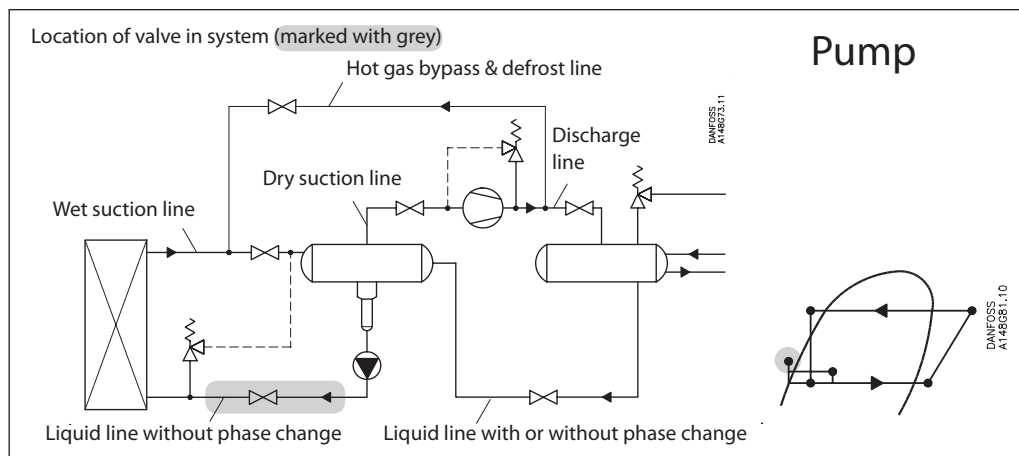 Location of valve in system (marked with grey)
Pump
Hot gas bypass & defrost line
DANFOSS
A148G73.11
Discharge
line
Dry suction line
Wet suction line
DANFOSS
A148G81.10
Liquid line without phase change
Liquid line with or without phase change